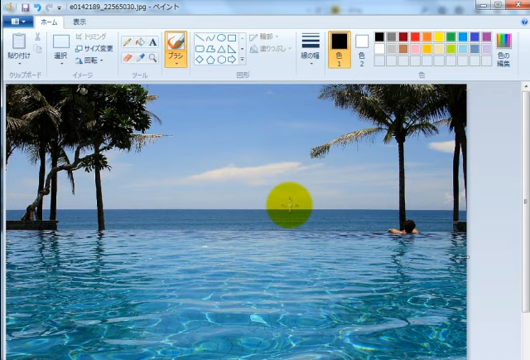 e0142189_22565030.jpg - ペイント
ホーム 表示
貼り付け
選択
トリミング
サイズ変更
回転
ブラシ
輪郭
塗りつぶし
線の幅
色
1
色
2
色の
編集
クリップボード イメージ ツール 図形 色